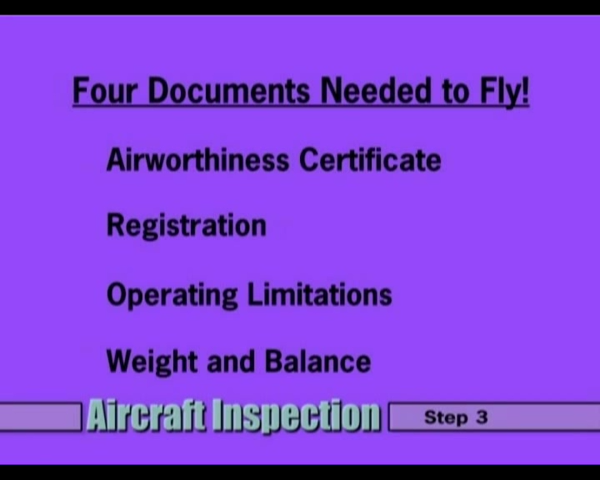 Four Documents Needed to Fly!
Airworthiness Certificate
Registration
Operating Limitations
Weight and Balance
Aircraft Inspection
Step 3